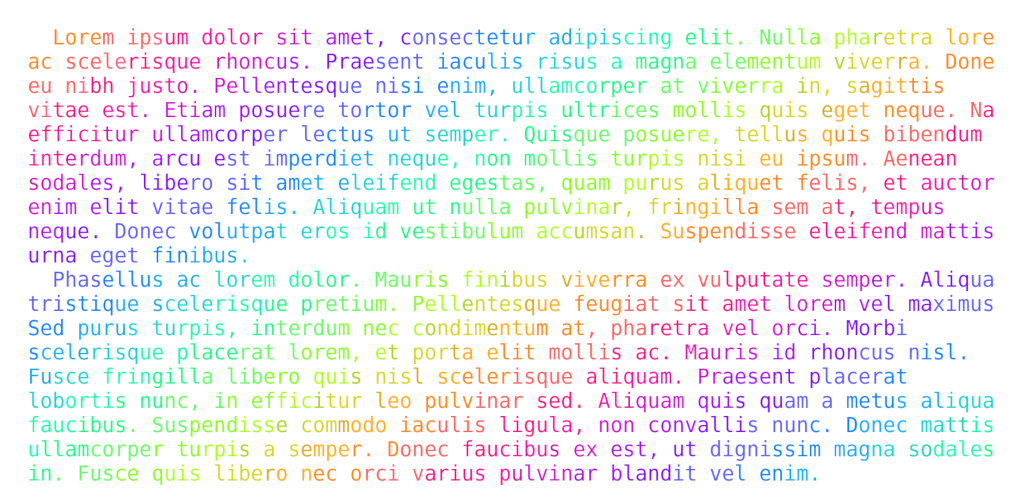 Lorem ipsum dolor sit amet, consectetur adipiscing elit. Nulla pharetra lore
ac scelerisque rhoncus. Praesent iaculis risus a magna elementum viverra. Done
eu nibh justo. Pellentesque nisi enim, ullamcorper at viverra in, sagittis
vitae est. Etiam posuere tortor vel turpis ultrices mollis quis eget neque. Na
efficitur ullamcorper lectus ut semper. Quisque posuere, tellus quis bibendum
interdum, arcu est imperdiet neque, non mollis turpis nisi eu ipsum. Aenean
sodales, libero sit amet eleifend egestas, quam purus aliquet felis, et auctor
enim elit vitae felis. Aliquam ut nulla pulvinar, fringilla sem at, tempus
neque. Donec volutpat eros id vestibulum accumsan. Suspendisse eleifend mattis
urna eget finibus.
Phasellus ac lorem dolor. Mauris finibus viverra ex vulputate semper. Aliqua
tristique scelerisque pretium. Pellentesque feugiat sit amet lorem vel maximus
Sed purus turpis, interdum nec condimentum at, pharetra vel orci. Morbi
scelerisque placerat lorem, et porta elit mollis ac. Mauris id rhoncus nisl.
Fusce fringilla libero quis nisl scelerisque aliquam. Praesent placerat
lobortis nunc, in efficitur leo pulvinar sed. Aliquam quis quam a metus aliqua
faucibus. Suspendisse commodo iaculis ligula, non convallis nunc. Donec mattis
ullamcorper turpis a semper. Donec faucibus ex est, ut dignissim magna sodales
in. Fusce quis libero nec orci varius pulvinar blandit vel enim.